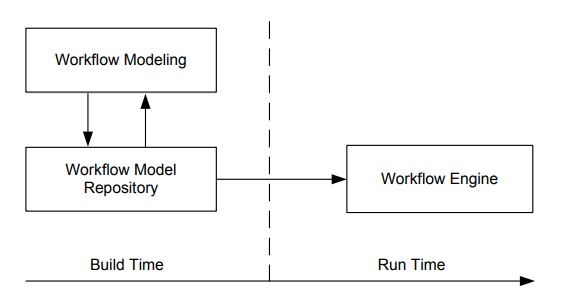 Workflow Modeling
Workflow Model
Repository
Workflow Engine
Build Time
Run Time